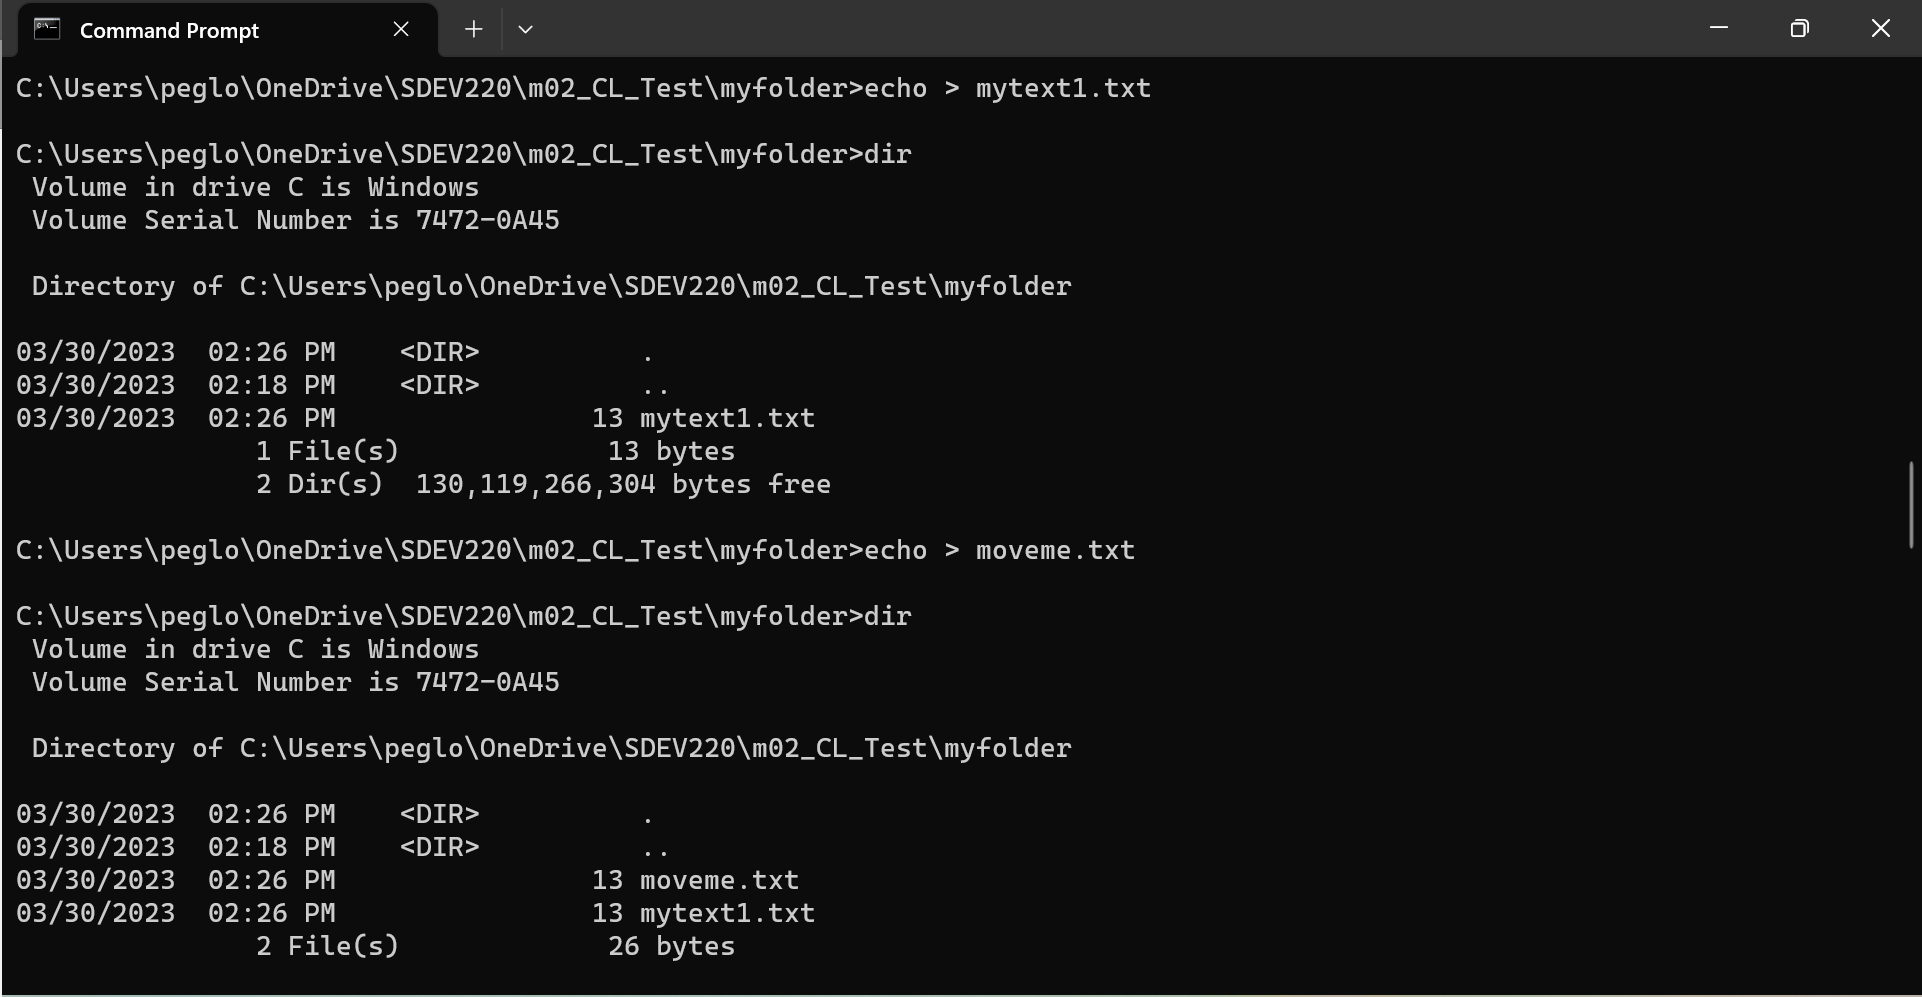 Command Prompt
C:\Users\peglo\OneDrive\SDEV220\m02_CL_Test\myfolder>echo > mytext1.txt

C:\Users\peglo\OneDrive\SDEV220\m02_CL_Test\myfolder>dir
 Volume in drive C is Windows
 Volume Serial Number is 7472-0A45

 Directory of C:\Users\peglo\OneDrive\SDEV220\m02_CL_Test\myfolder

03/30/2023  02:26 PM    <DIR>          .
03/30/2023  02:18 PM    <DIR>          ..
03/30/2023  02:26 PM                13 mytext1.txt
               1 File(s)             13 bytes
               2 Dir(s)  130,119,266,304 bytes free

C:\Users\peglo\OneDrive\SDEV220\m02_CL_Test\myfolder>echo > moveme.txt

C:\Users\peglo\OneDrive\SDEV220\m02_CL_Test\myfolder>dir
 Volume in drive C is Windows
 Volume Serial Number is 7472-0A45

 Directory of C:\Users\peglo\OneDrive\SDEV220\m02_CL_Test\myfolder

03/30/2023  02:26 PM    <DIR>          .
03/30/2023  02:18 PM    <DIR>          ..
03/30/2023  02:26 PM                13 moveme.txt
03/30/2023  02:26 PM                13 mytext1.txt
               2 File(s)             26 bytes